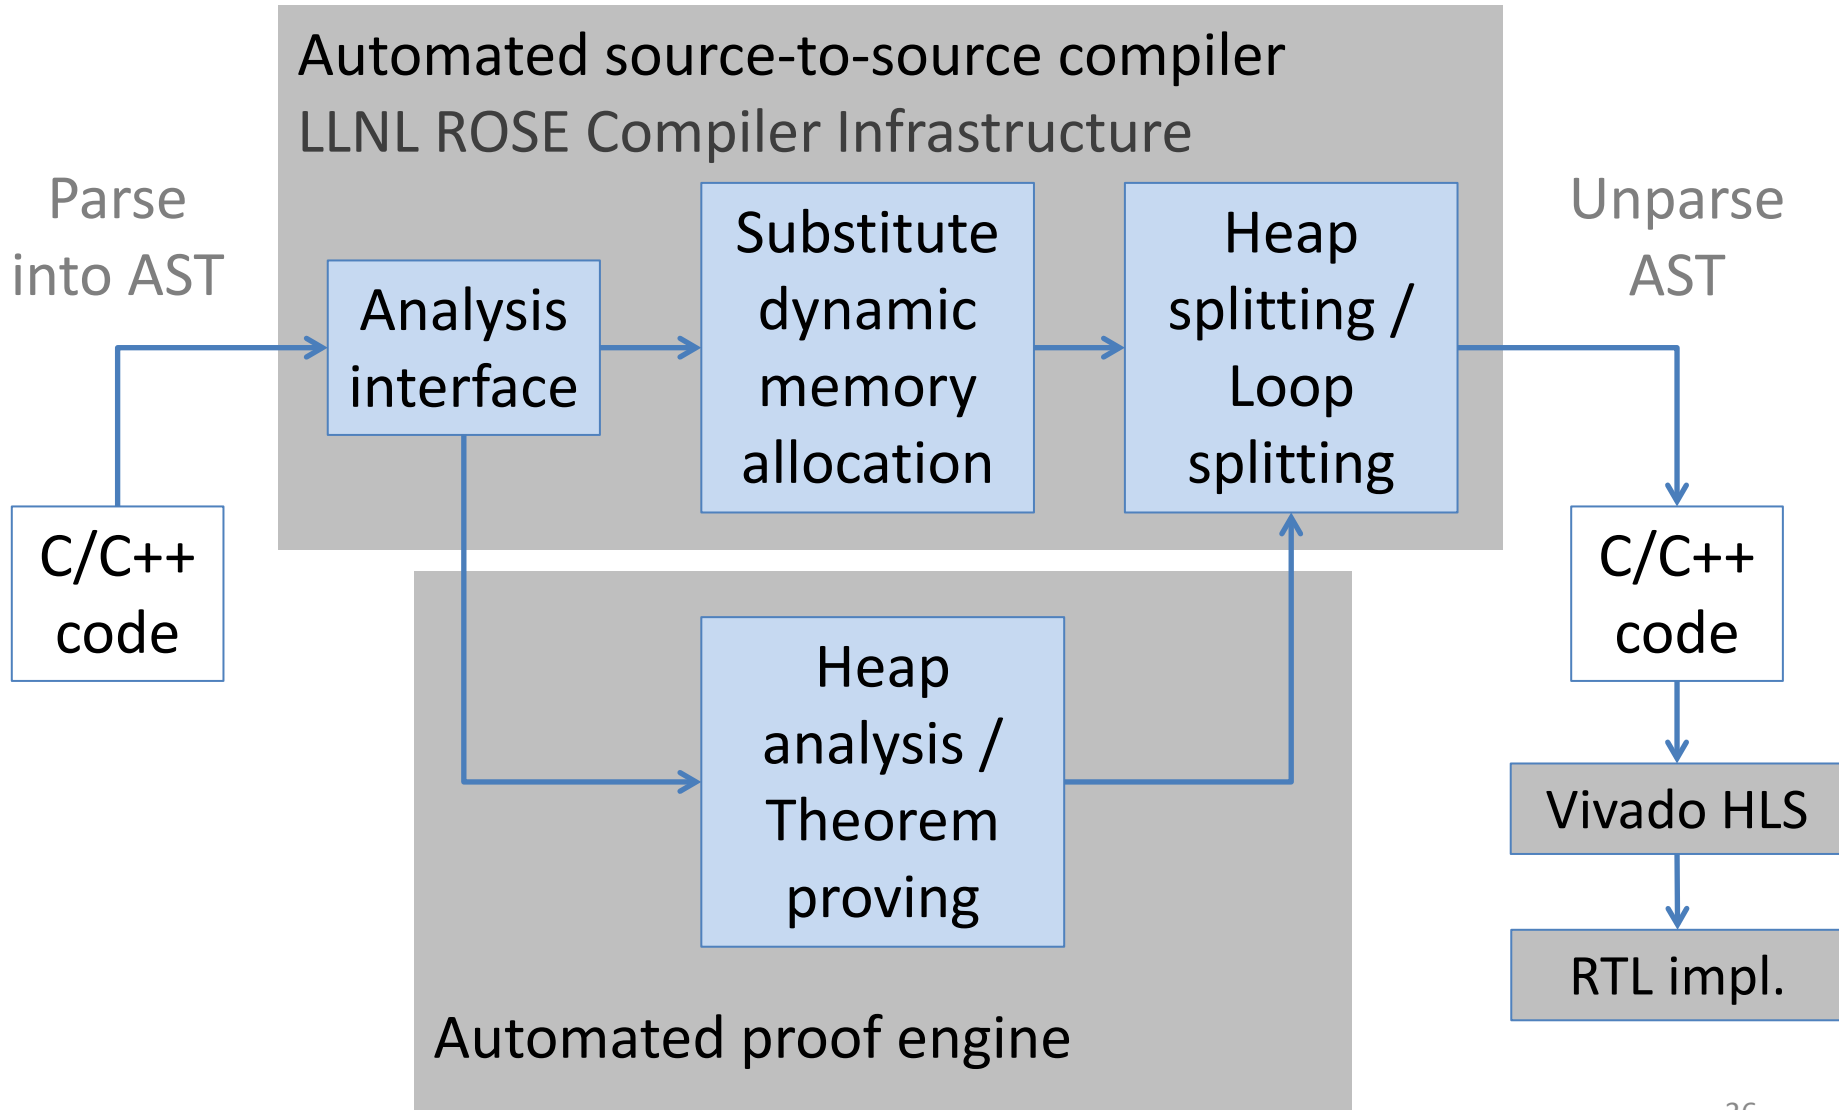 Automated source-to-source compiler
LLNL ROSE Compiler Infrastructure
Parse
into AST
Unparse
AST
Analysis
interface
Substitute
dynamic
memory
allocation
Heap
splitting /
Loop
splitting
C/C++
code
C/C++
code
Heap
analysis /
Theorem
proving
Vivado HLS
RTL impl.
Automated proof engine